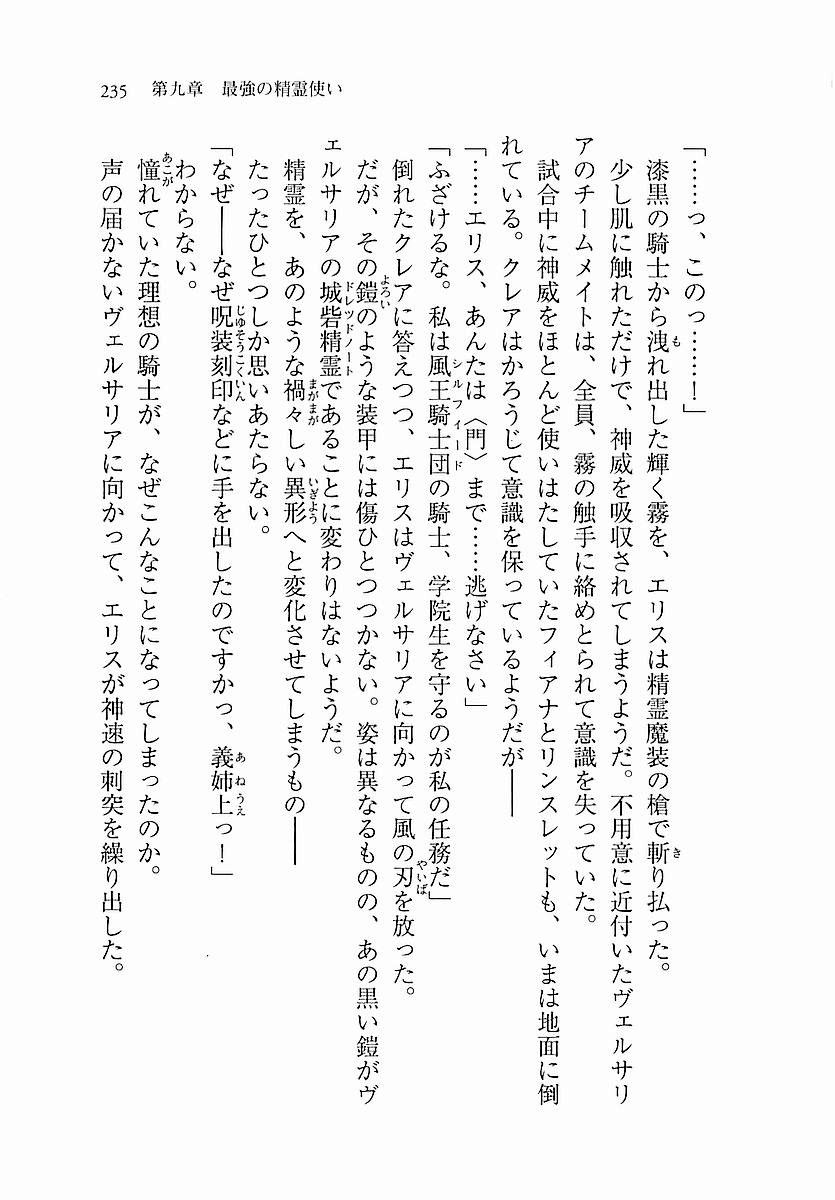 235　第九章　最強の精霊使い
「……っ、このっ……！」
漆黒の騎士から洩れ出した輝く霧を、エリスは精霊魔装の槍で斬り払った。
少し肌に触れただけで、神威を吸収されてしまうようだ。不用意に近付いたヴェルサリ
アのチームメイトは、全員、霧の触手に絡めとられて意識を失っていた。
試合中に神威をほとんど使いはたしていたフィアナとリンスレットも、いまは地面に倒
れている。クレアはかろうじて意識を保っているようだが――
「……エリス、あんたは〈門〉まで……逃げなさい」
「ふざけるな。私は風王騎士団の騎士、学院生を守るのが私の任務だ」
倒れたクレアに答えつつ、エリスはヴェルサリアに向かって風の刃を放った。
だが、その鎧のような装甲には傷ひとつつかない。姿は異なるものの、あの黒い鎧がヴ
ェルサリアの城砦精霊であることに変わりはないようだ。
精霊を、あのような禍々しい異形へと変化させてしまうもの――
たったひとつしか思いあたらない。
「なぜ――なぜ呪装刻印などに手を出したのですかっ、義姉上っ！」
わからない。
憧れていた理想の騎士が、なぜこんなことになってしまったのか。
声の届かないヴェルサリアに向かって、エリスが神速の刺突を繰り出した。